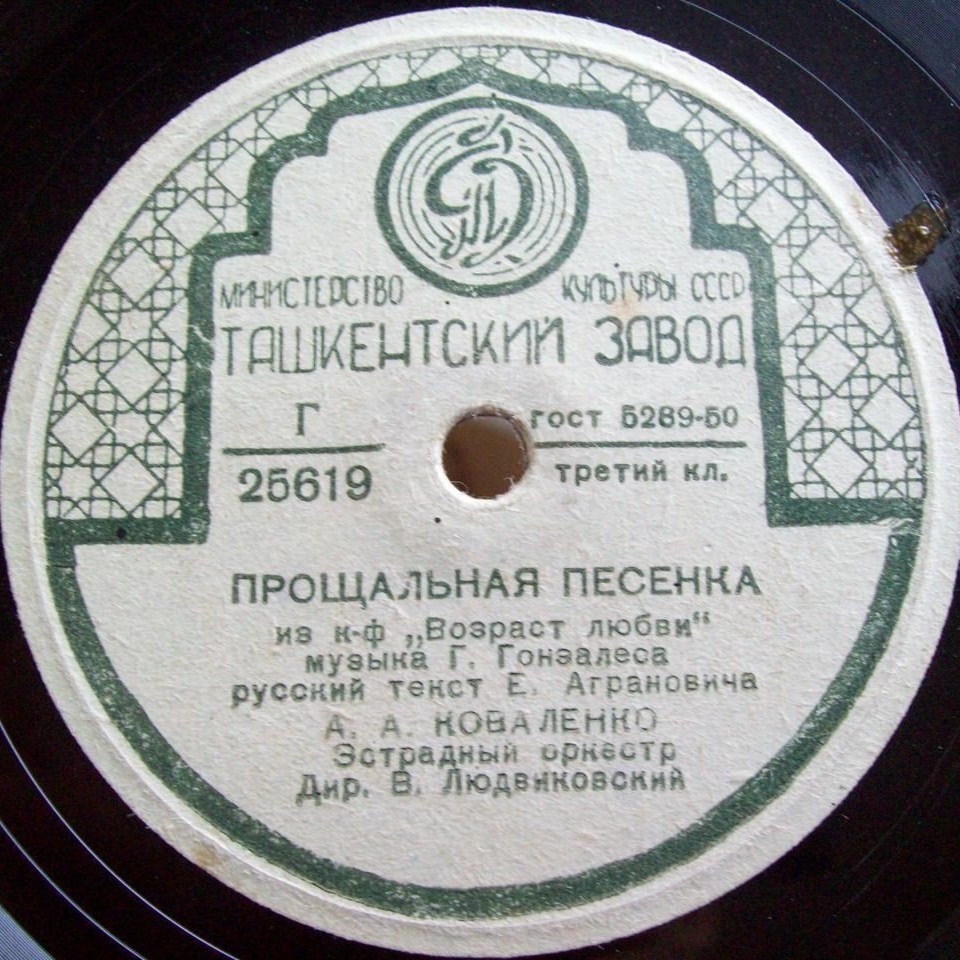 МИНИСТЕРСТВО КУЛЬТУРЫ СССР
ТАШКЕНТСКИЙ ЗАВОД
Г ГОСТ 5289-50
25619 третий кл.
ПРОЩАЛЬНАЯ ПЕСЕНКА
из к-ф „Возраст любви"
музыка Г. Гонзалеса
русский текст Е. Аграновича
А. А. КОВАЛЕНКО
Эстрадный оркестр
Дир. В. Людвиковский